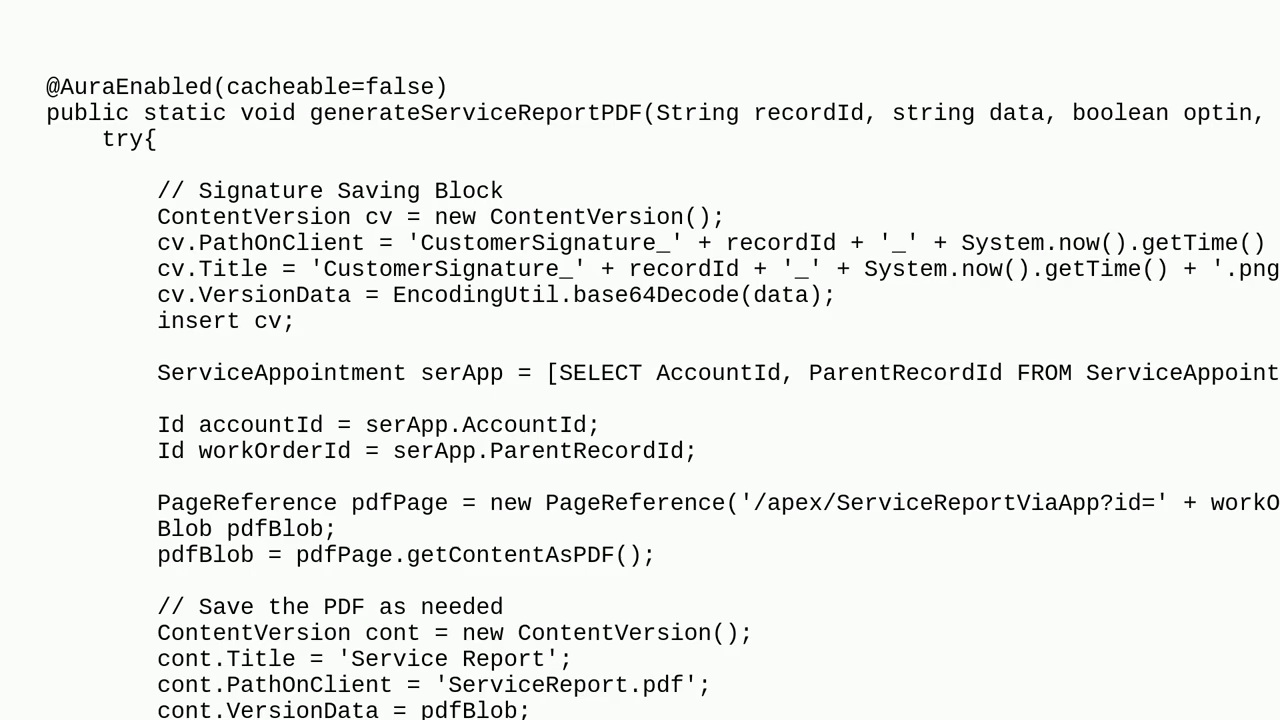 @AuraEnabled(cacheable=false)
public static void generateServiceReportPDF(String recordId, string data, boolean optin,
try{
// Signature Saving Block
ContentVersion cv = new ContentVersion();
cv.PathOnClient = 'CustomerSignature_' + recordId + '_' + System.now().getTime()
cv.Title = 'CustomerSignature_' + recordId + '_' + System.now().getTime() + '.png
cv.VersionData = EncodingUtil.base64Decode(data);
insert cv;
ServiceAppointment serApp = [SELECT AccountId, ParentRecordId FROM ServiceAppoint
Id accountId = serApp.AccountId;
Id workOrderId = serApp.ParentRecordId;
PageReference pdfPage = new PageReference('/apex/ServiceReportViaApp?id=' + workO
Blob pdfBlob;
pdfBlob = pdfPage.getContentAsPDF();
// Save the PDF as needed
ContentVersion cont = new ContentVersion();
cont.Title = 'Service Report';
cont.PathOnClient = 'ServiceReport.pdf';
cont.VersionData = pdfBlob;